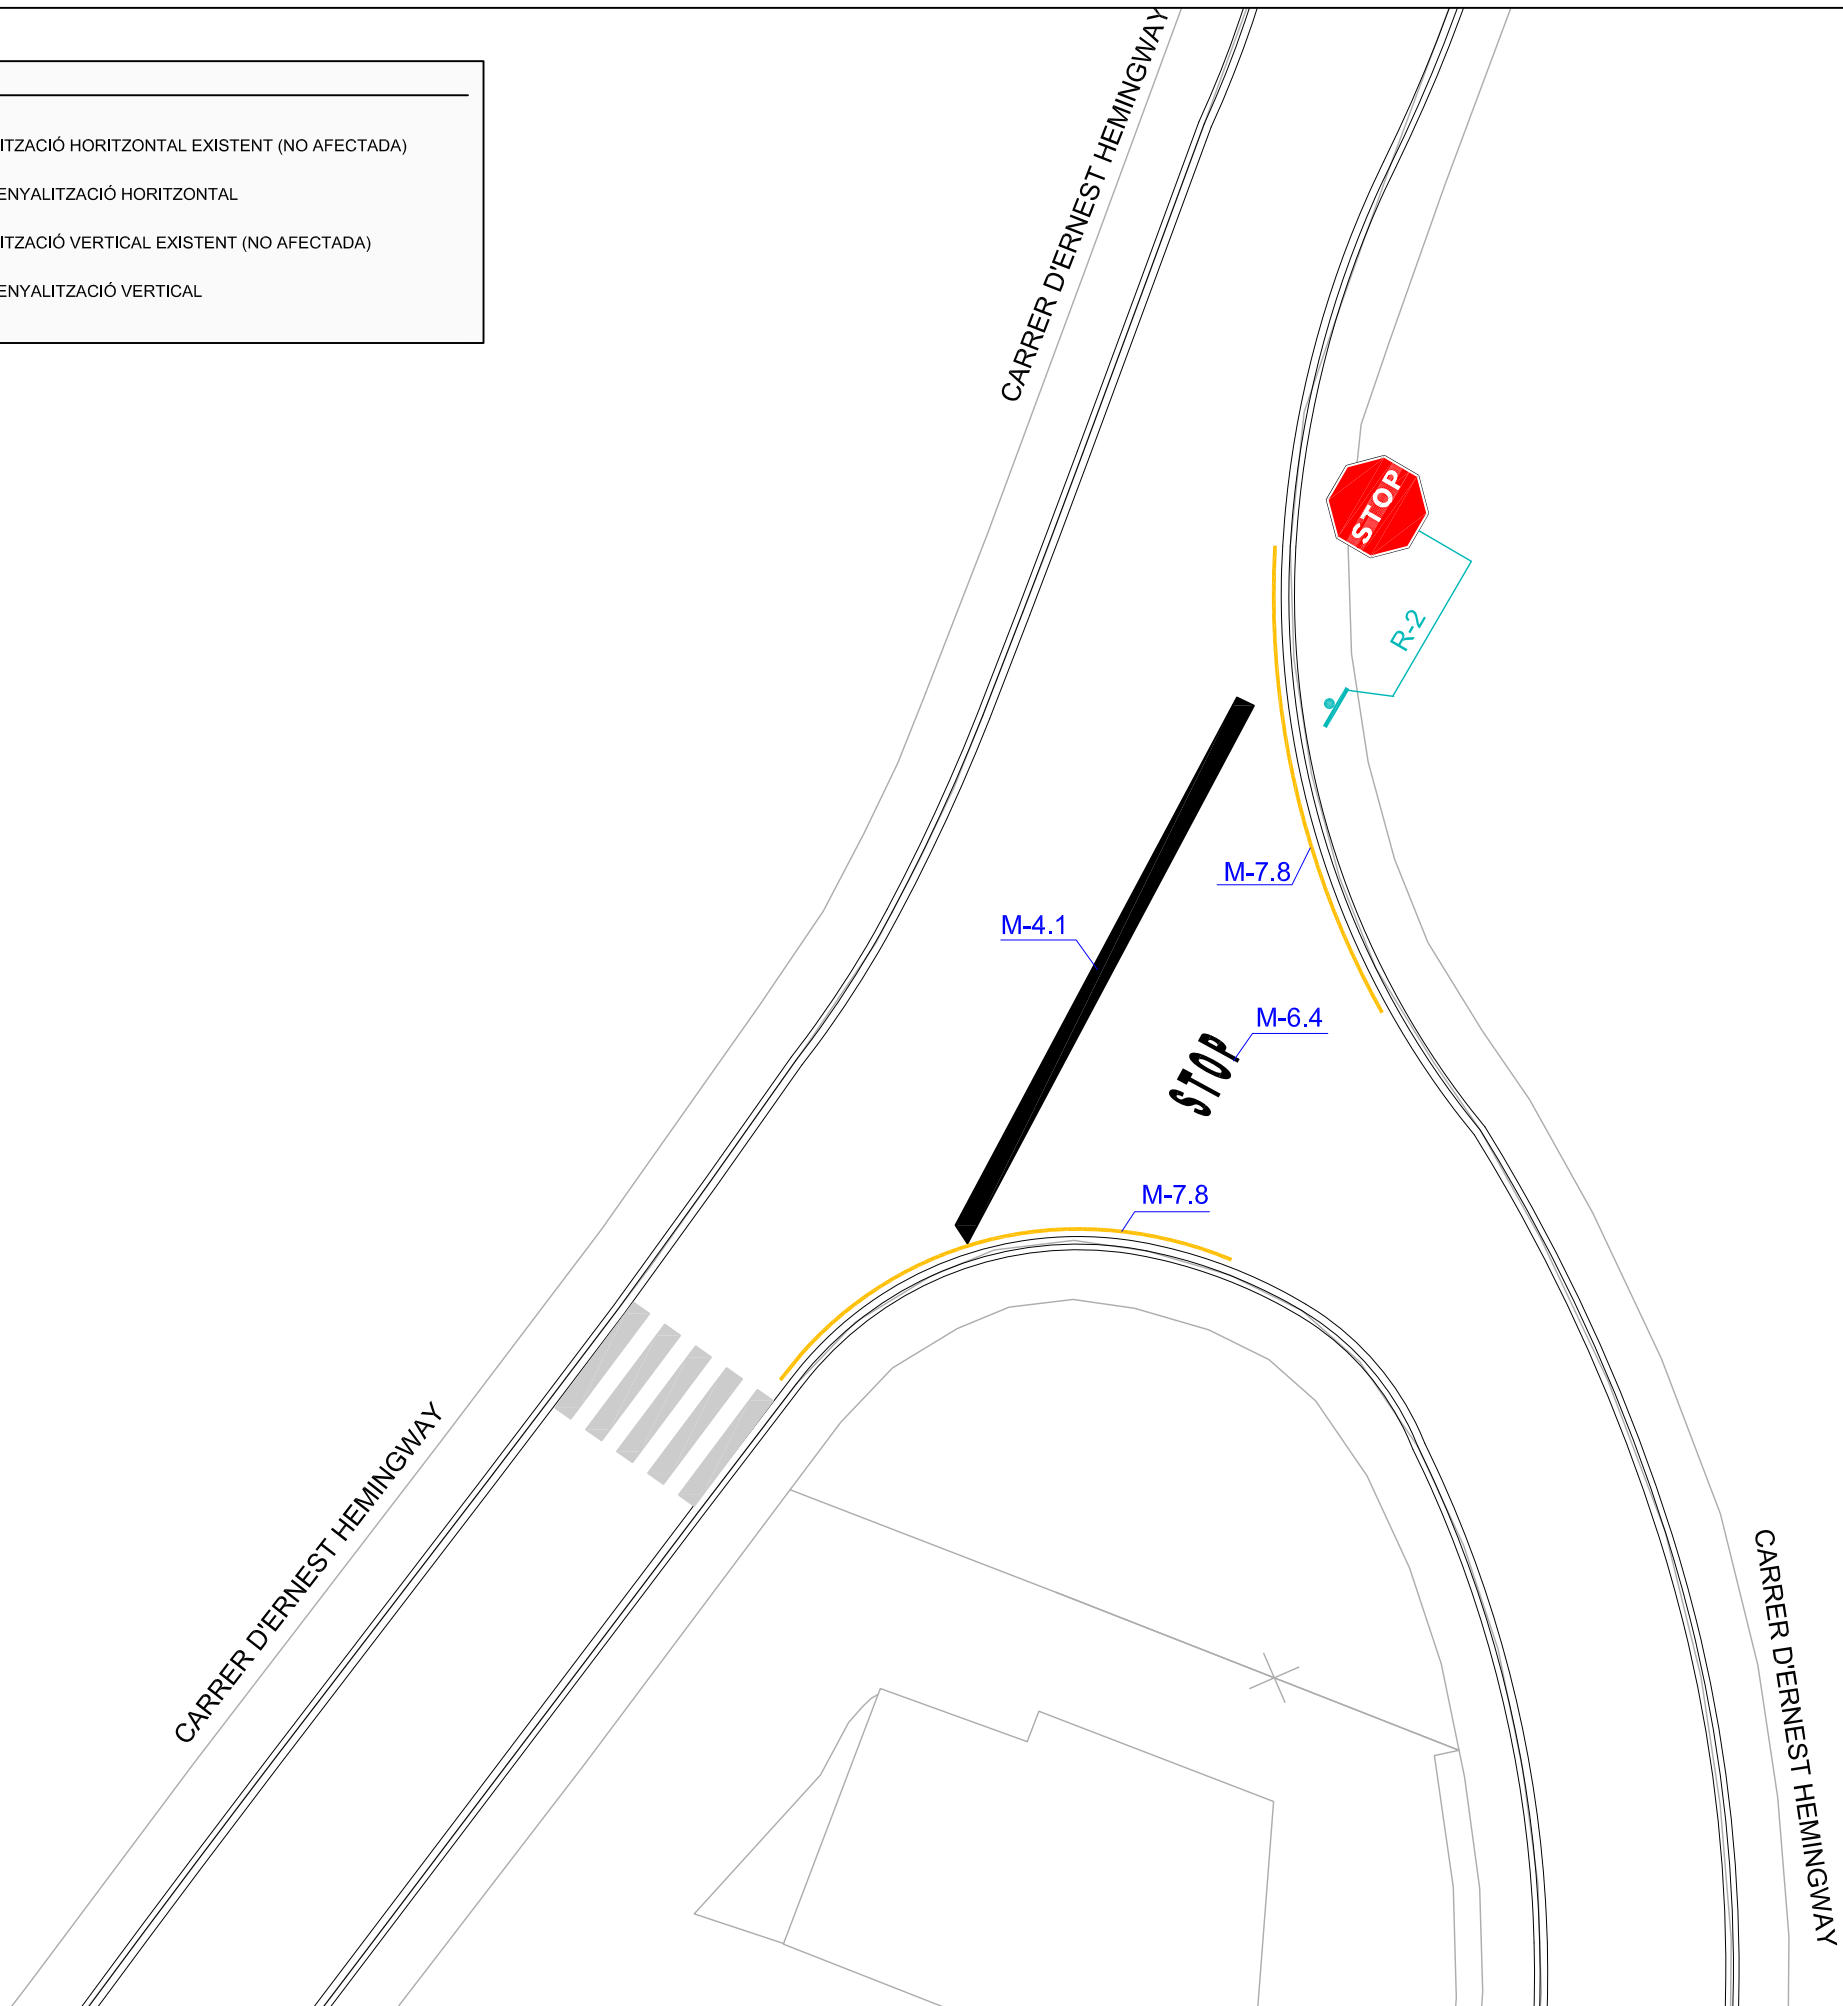 ITZACIÓ HORITZONTAL EXISTENT (NO AFECTADA)
ENYALITZACIÓ HORITZONTAL
ITZACIÓ VERTICAL EXISTENT (NO AFECTADA)
ENYALITZACIÓ VERTICAL
CARRER D'ERNEST HEMINGWAY
STOP
R-2
M-7.8
M-4.1
M-6.4
STOP
M-7.8
CARRER D'ERNEST HEMINGWAY
CARRER D'ERNEST HEMINGWAY